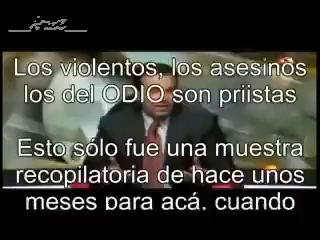 Los violentos, los asesinos
los del ODIO son priistas
Esto sólo fue una muestra
recopilatoria de hace unos
meses para acá, cuando